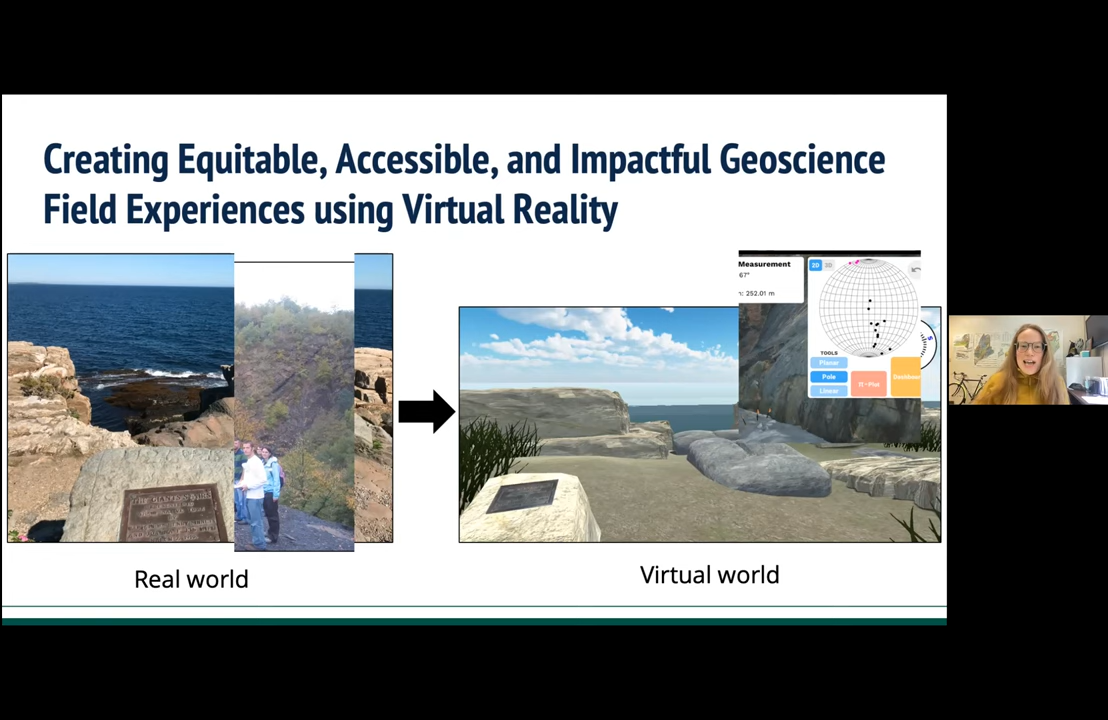 Creating Equitable, Accessible, and Impactful Geoscience
Field Experiences using Virtual Reality
Measurement
67°
n: 252.01 m
2D 3D
TOOLS
Planar
Pole
Linear
π-Plot
S
Real world
Virtual world